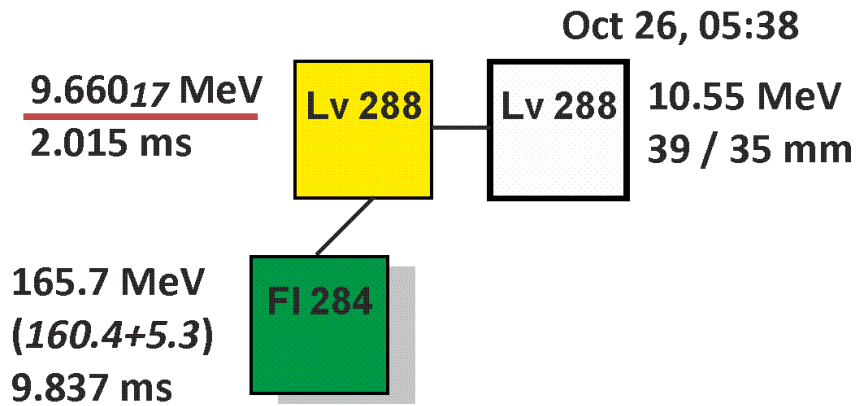 Oct 26, 05:38
9.66017 MeV
2.015 ms
Lv 288
Lv 288
10.55 MeV
39 / 35 mm
165.7 MeV
(160.4+5.3)
9.837 ms
Fl 284